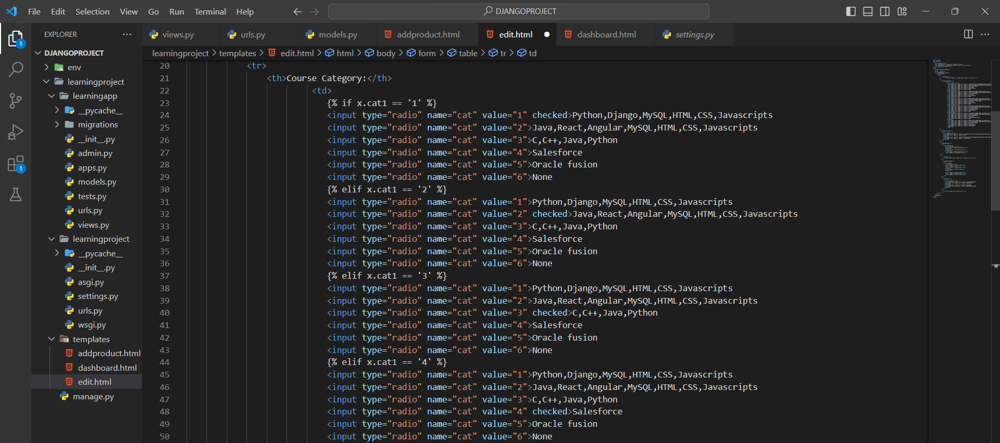 File Edit Selection View Go Run Terminal Help
DJANGOPROJECT
EXPLORER
views.py urls.py models.py addproduct.html edit.html dashboard.html settings.py
learningproject > templates > edit.html > html > body > form > table > tr > td
1
1
DJANGOPROJECT
env
learningproject
learningapp
__pycache__
migrations
__init__.py
admin.py
apps.py
models.py
tests.py
urls.py
views.py
learningproject
__pycache__
__init__.py
asgi.py
settings.py
urls.py
wsgi.py
templates
addproduct.html
dashboard.html
edit.html
manage.py
20 <tr>
21 <th>Course Category:</th>
22 <td>
23 {% if x.cat1 == '1' %}
24 <input type="radio" name="cat" value="1" checked>Python,Django,MySQL,HTML,CSS,Javascripts
25 <input type="radio" name="cat" value="2">Java,React,Angular,MySQL,HTML,CSS,Javascripts
26 <input type="radio" name="cat" value="3">C,C++,Java,Python
27 <input type="radio" name="cat" value="4">Salesforce
28 <input type="radio" name="cat" value="5">Oracle fusion
29 <input type="radio" name="cat" value="6">None
30 {% elif x.cat1 == '2' %}
31 <input type="radio" name="cat" value="1">Python,Django,MySQL,HTML,CSS,Javascripts
32 <input type="radio" name="cat" value="2" checked>Java,React,Angular,MySQL,HTML,CSS,Javascripts
33 <input type="radio" name="cat" value="3">C,C++,Java,Python
34 <input type="radio" name="cat" value="4">Salesforce
35 <input type="radio" name="cat" value="5">Oracle fusion
36 <input type="radio" name="cat" value="6">None
37 {% elif x.cat1 == '3' %}
38 <input type="radio" name="cat" value="1">Python,Django,MySQL,HTML,CSS,Javascripts
39 <input type="radio" name="cat" value="2">Java,React,Angular,MySQL,HTML,CSS,Javascripts
40 <input type="radio" name="cat" value="3" checked>C,C++,Java,Python
41 <input type="radio" name="cat" value="4">Salesforce
42 <input type="radio" name="cat" value="5">Oracle fusion
43 <input type="radio" name="cat" value="6">None
44 {% elif x.cat1 == '4' %}
45 <input type="radio" name="cat" value="1">Python,Django,MySQL,HTML,CSS,Javascripts
46 <input type="radio" name="cat" value="2">Java,React,Angular,MySQL,HTML,CSS,Javascripts
47 <input type="radio" name="cat" value="3">C,C++,Java,Python
48 <input type="radio" name="cat" value="4" checked>Salesforce
49 <input type="radio" name="cat" value="5">Oracle fusion
50 <input type="radio" name="cat" value="6">None